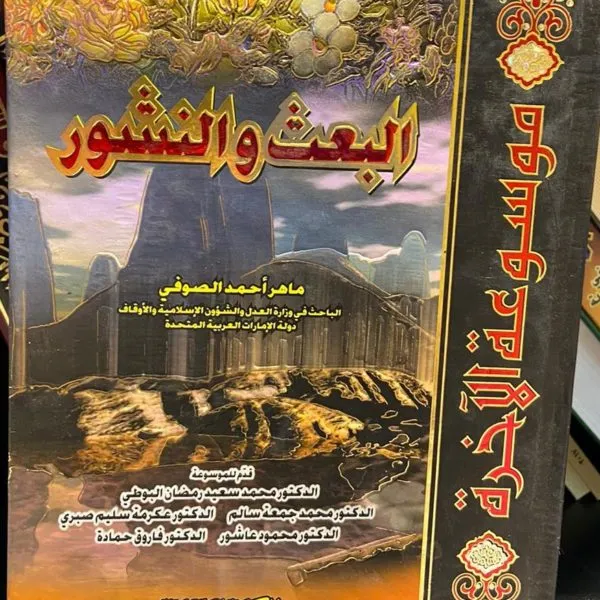 البعث والنشور
ماهر أحمد الصوفي
الباحث في وزارة العدل والشؤون الإسلامية والأوقاف
دولة الإمارات العربية المتحدة
قدّم للموسوعة
الدكتور محمد سعيد رمضان البوطي
الدكتور محمد جمعة سالم الدكتور عكرمة سليم صبري
الدكتور محمود عاشور الدكتور فاروق حمادة
موسوعة الآخرة